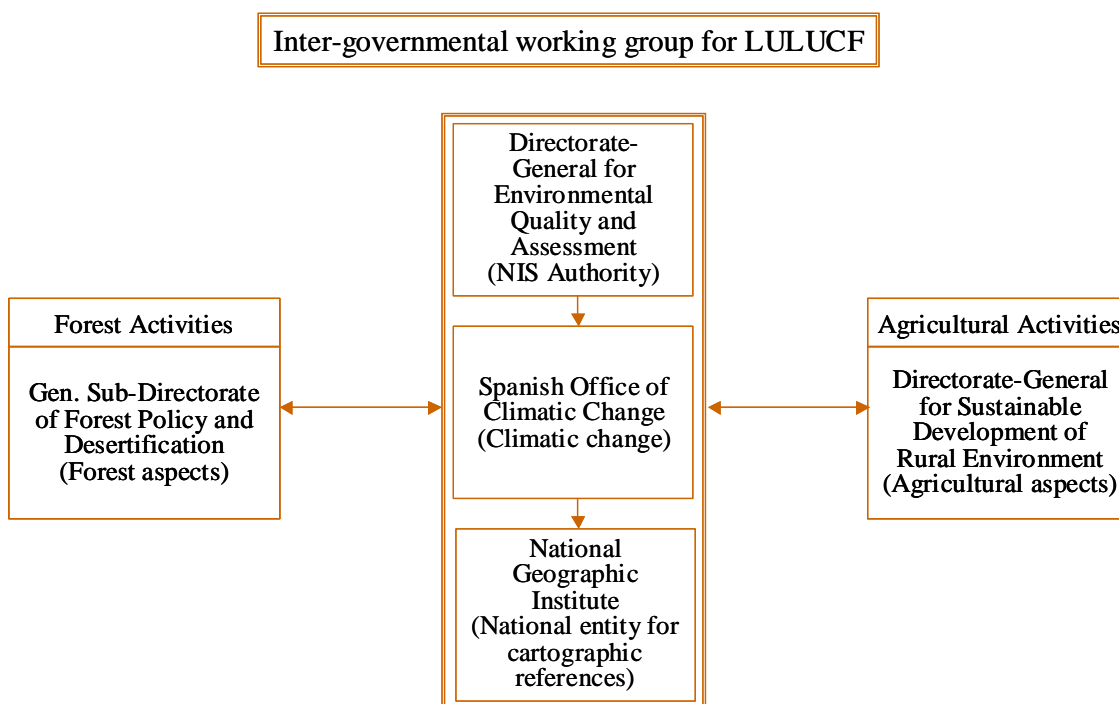 Inter-governmental working group for LULUCF
Directorate-
General for
Environmental
Quality and
Assessment
(NIS Authority)
Forest Activities
Gen. Sub-Directorate
of Forest Policy and
Desertification
(Forest aspects)
Spanish Office of
Climatic Change
(Climatic change)
Agricultural Activities
Directorate-General
for Sustainable
Development of
Rural Environment
(Agricultural aspects)
National
Geographic
Institute
(National entity for
cartographic
references)